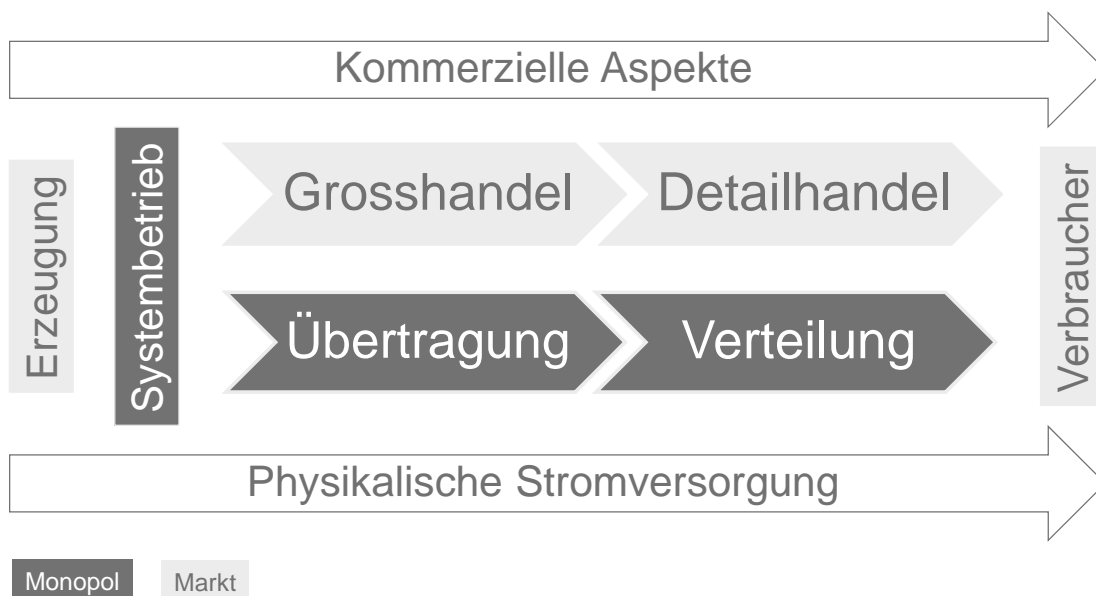 Kommerzielle Aspekte
Erzeugung
Systembetrieb
Grosshandel
Detailhandel
Übertragung
Verteilung
Verbraucher
Physikalische Stromversorgung
Monopol
Markt